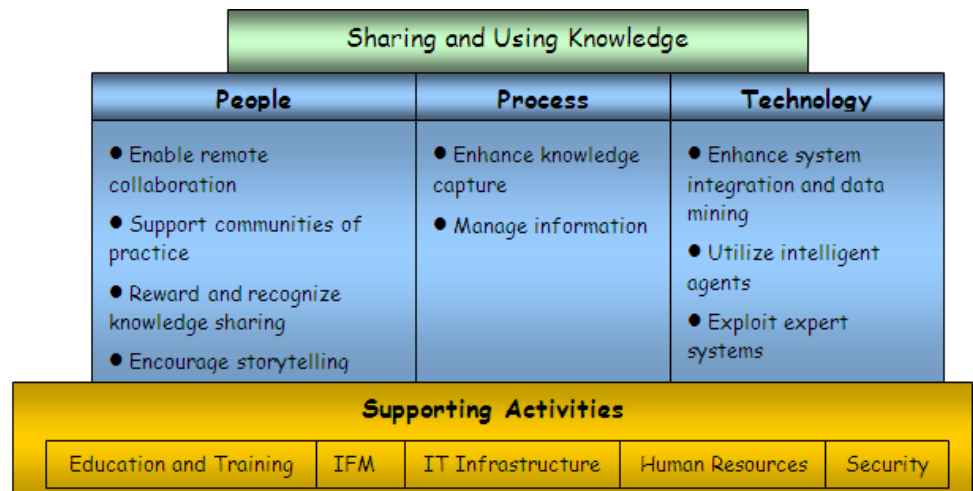 Sharing and Using Knowledge
People
Process
Technology
● Enable remote
collaboration
● Support communities of
practice
● Reward and recognize
knowledge sharing
● Encourage storytelling
● Enhance knowledge
capture
● Manage information
● Enhance system
integration and data
mining
● Utilize intelligent
agents
● Exploit expert
systems
Supporting Activities
Education and Training
IFM
IT Infrastructure
Human Resources
Security